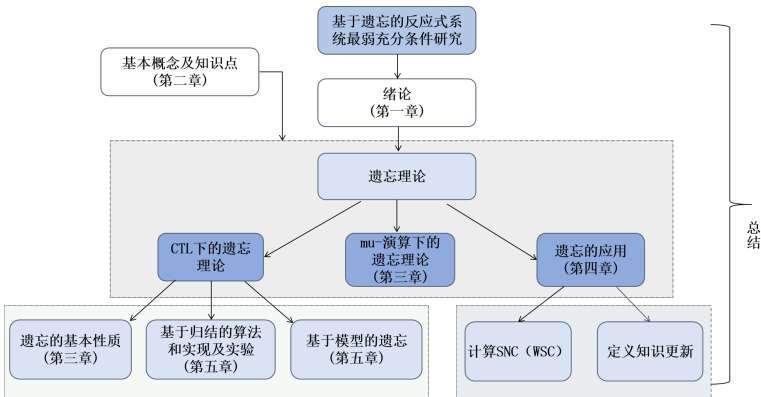 基于遗忘的反应式系
统最弱充分条件研究
基本概念及知识点
(第二章)
绪论
(第一章)
遗忘理论
CTL下的遗忘
理论
mu-演算下的
遗忘理论
(第三章)
遗忘的应用
(第四章)
总结
遗忘的基本性质
(第三章)
基于归结的算法
和实现及实验
(第五章)
基于模型的遗忘
(第五章)
计算SNC（WSC）
定义知识更新